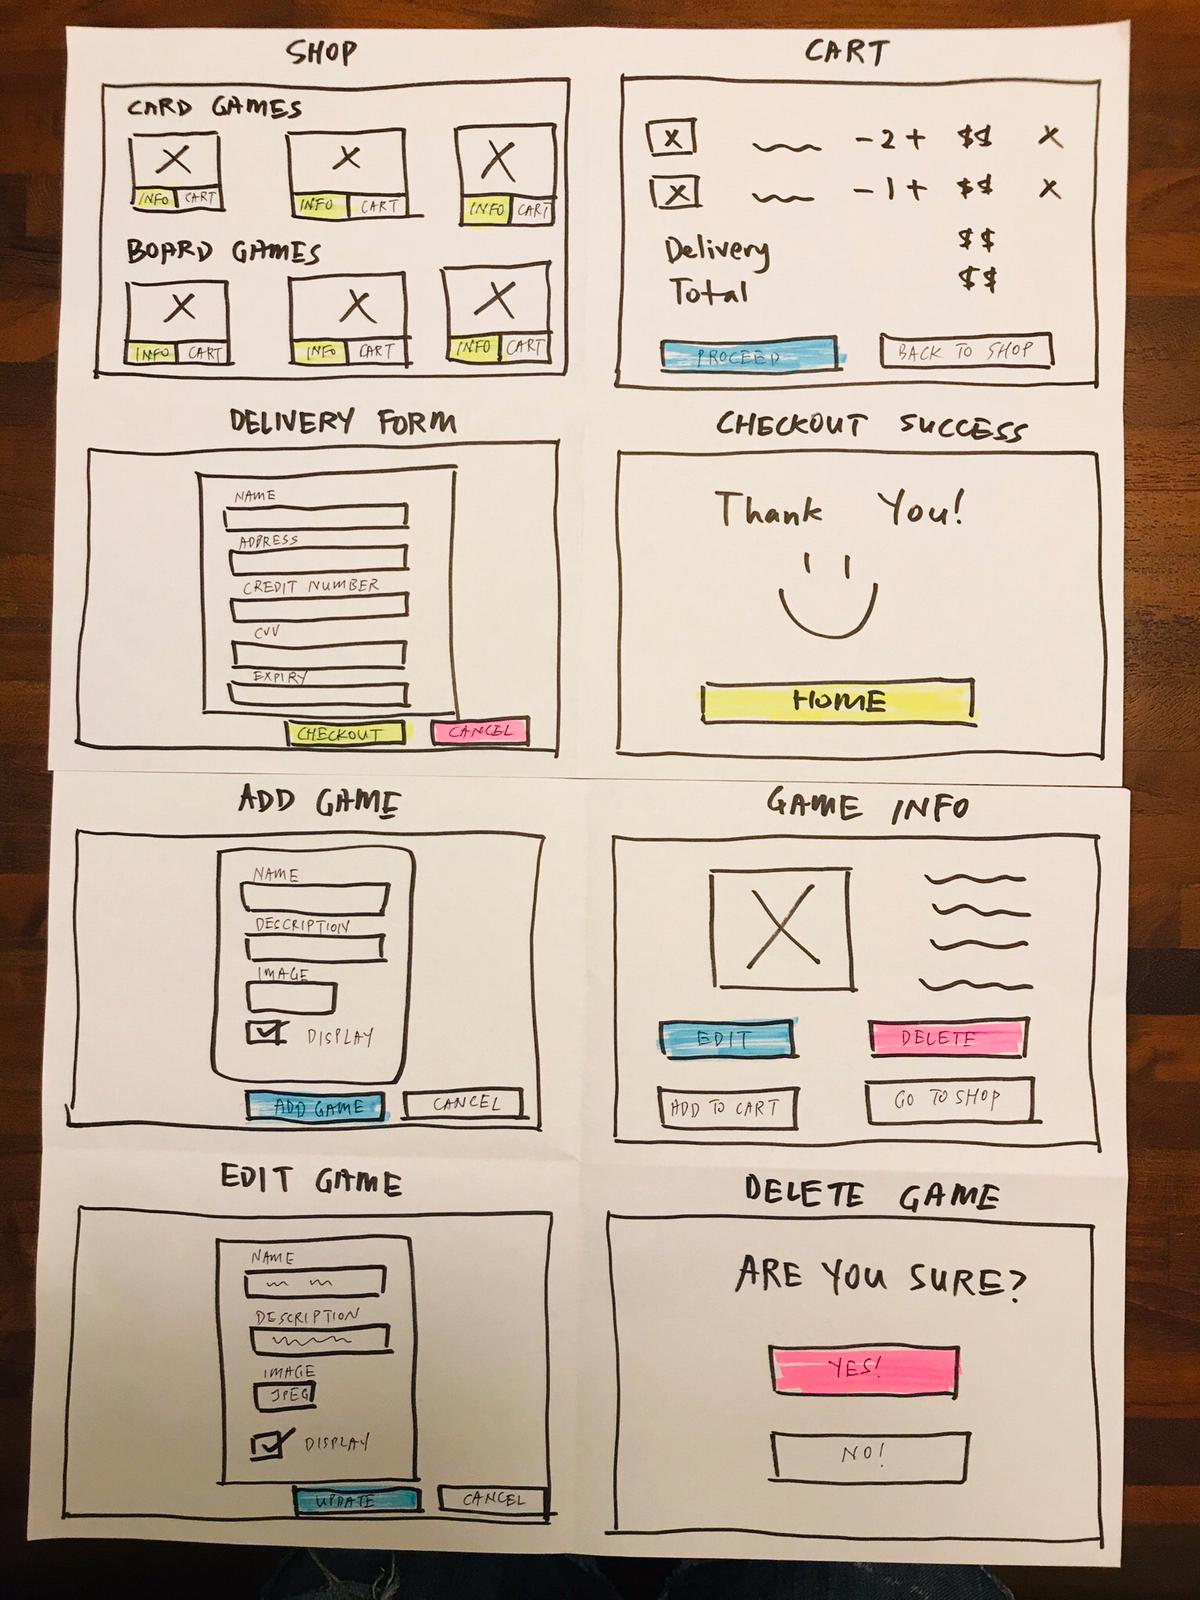 SHOP
CARD GAMES
X X X
INFO CART INFO CART INFO CART
BOARD GAMES
X X X
INFO CART INFO CART INFO CART
CART
X - 2 + $$ X
X - 1 + $$ X
Delivery $$
Total $$
PROCEED BACK TO SHOP
DELIVERY FORM
NAME
ADDRESS
CREDIT NUMBER
CVV
EXPIRY
CHECKOUT CANCEL
CHECKOUT SUCCESS
Thank You!
HOME
ADD GAME
NAME
DESCRIPTION
IMAGE
DISPLAY
ADD GAME CANCEL
GAME INFO
X
EDIT DELETE
ADD TO CART GO TO SHOP
EDIT GAME
NAME
DESCRIPTION
IMAGE
JPEG
DISPLAY
UPDATE CANCEL
DELETE GAME
ARE YOU SURE?
YES!
NO!